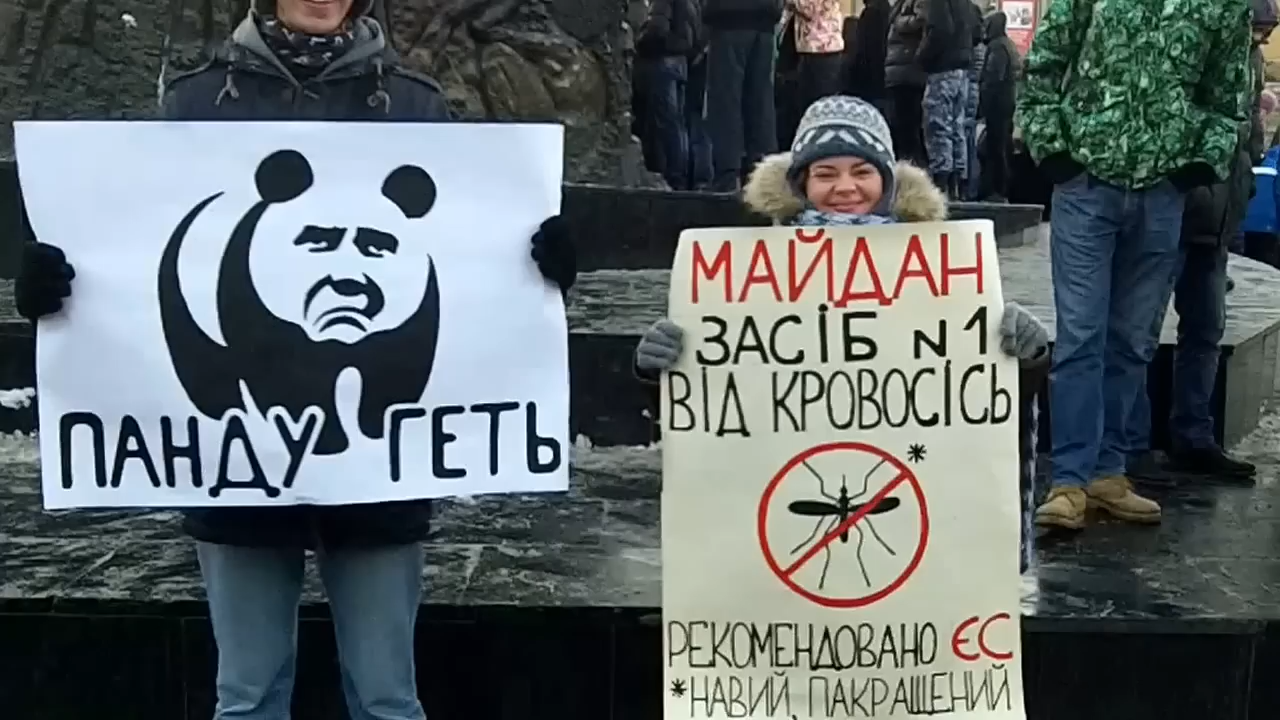 ПАНДУ ГЕТЬ
МАЙДАН
ЗАСІБ N1
ВІД КРОВОСІСЬ
*
РЕКОМЕНДОВАНО ЄС
*НАВИЙ, ПАКРАЩЕНИЙ